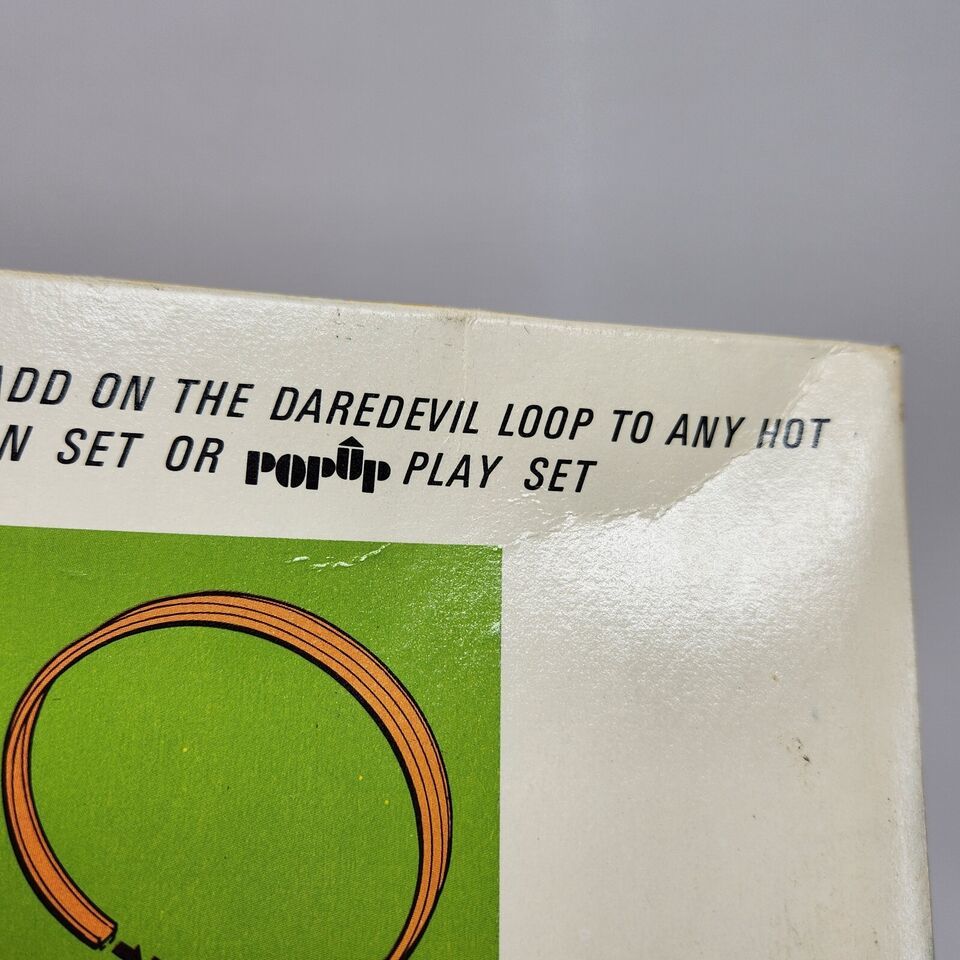 ADD ON THE DAREDEVIL LOOP TO ANY HOT
N SET OR POPUP PLAY SET